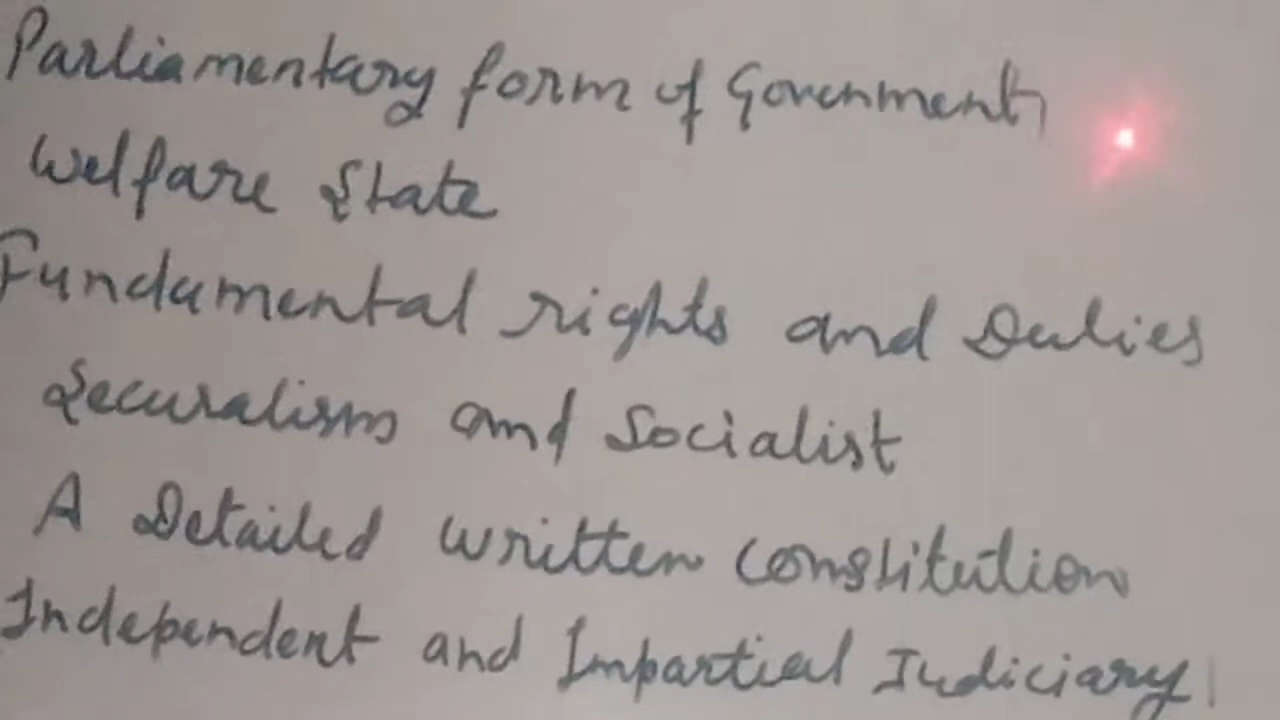 Parliamentary form of Govenment
Welfare State
Fundamental rights and Duties
Secularism and Socialist
A Detailed written constitution
Independent and Impartial Judiciary